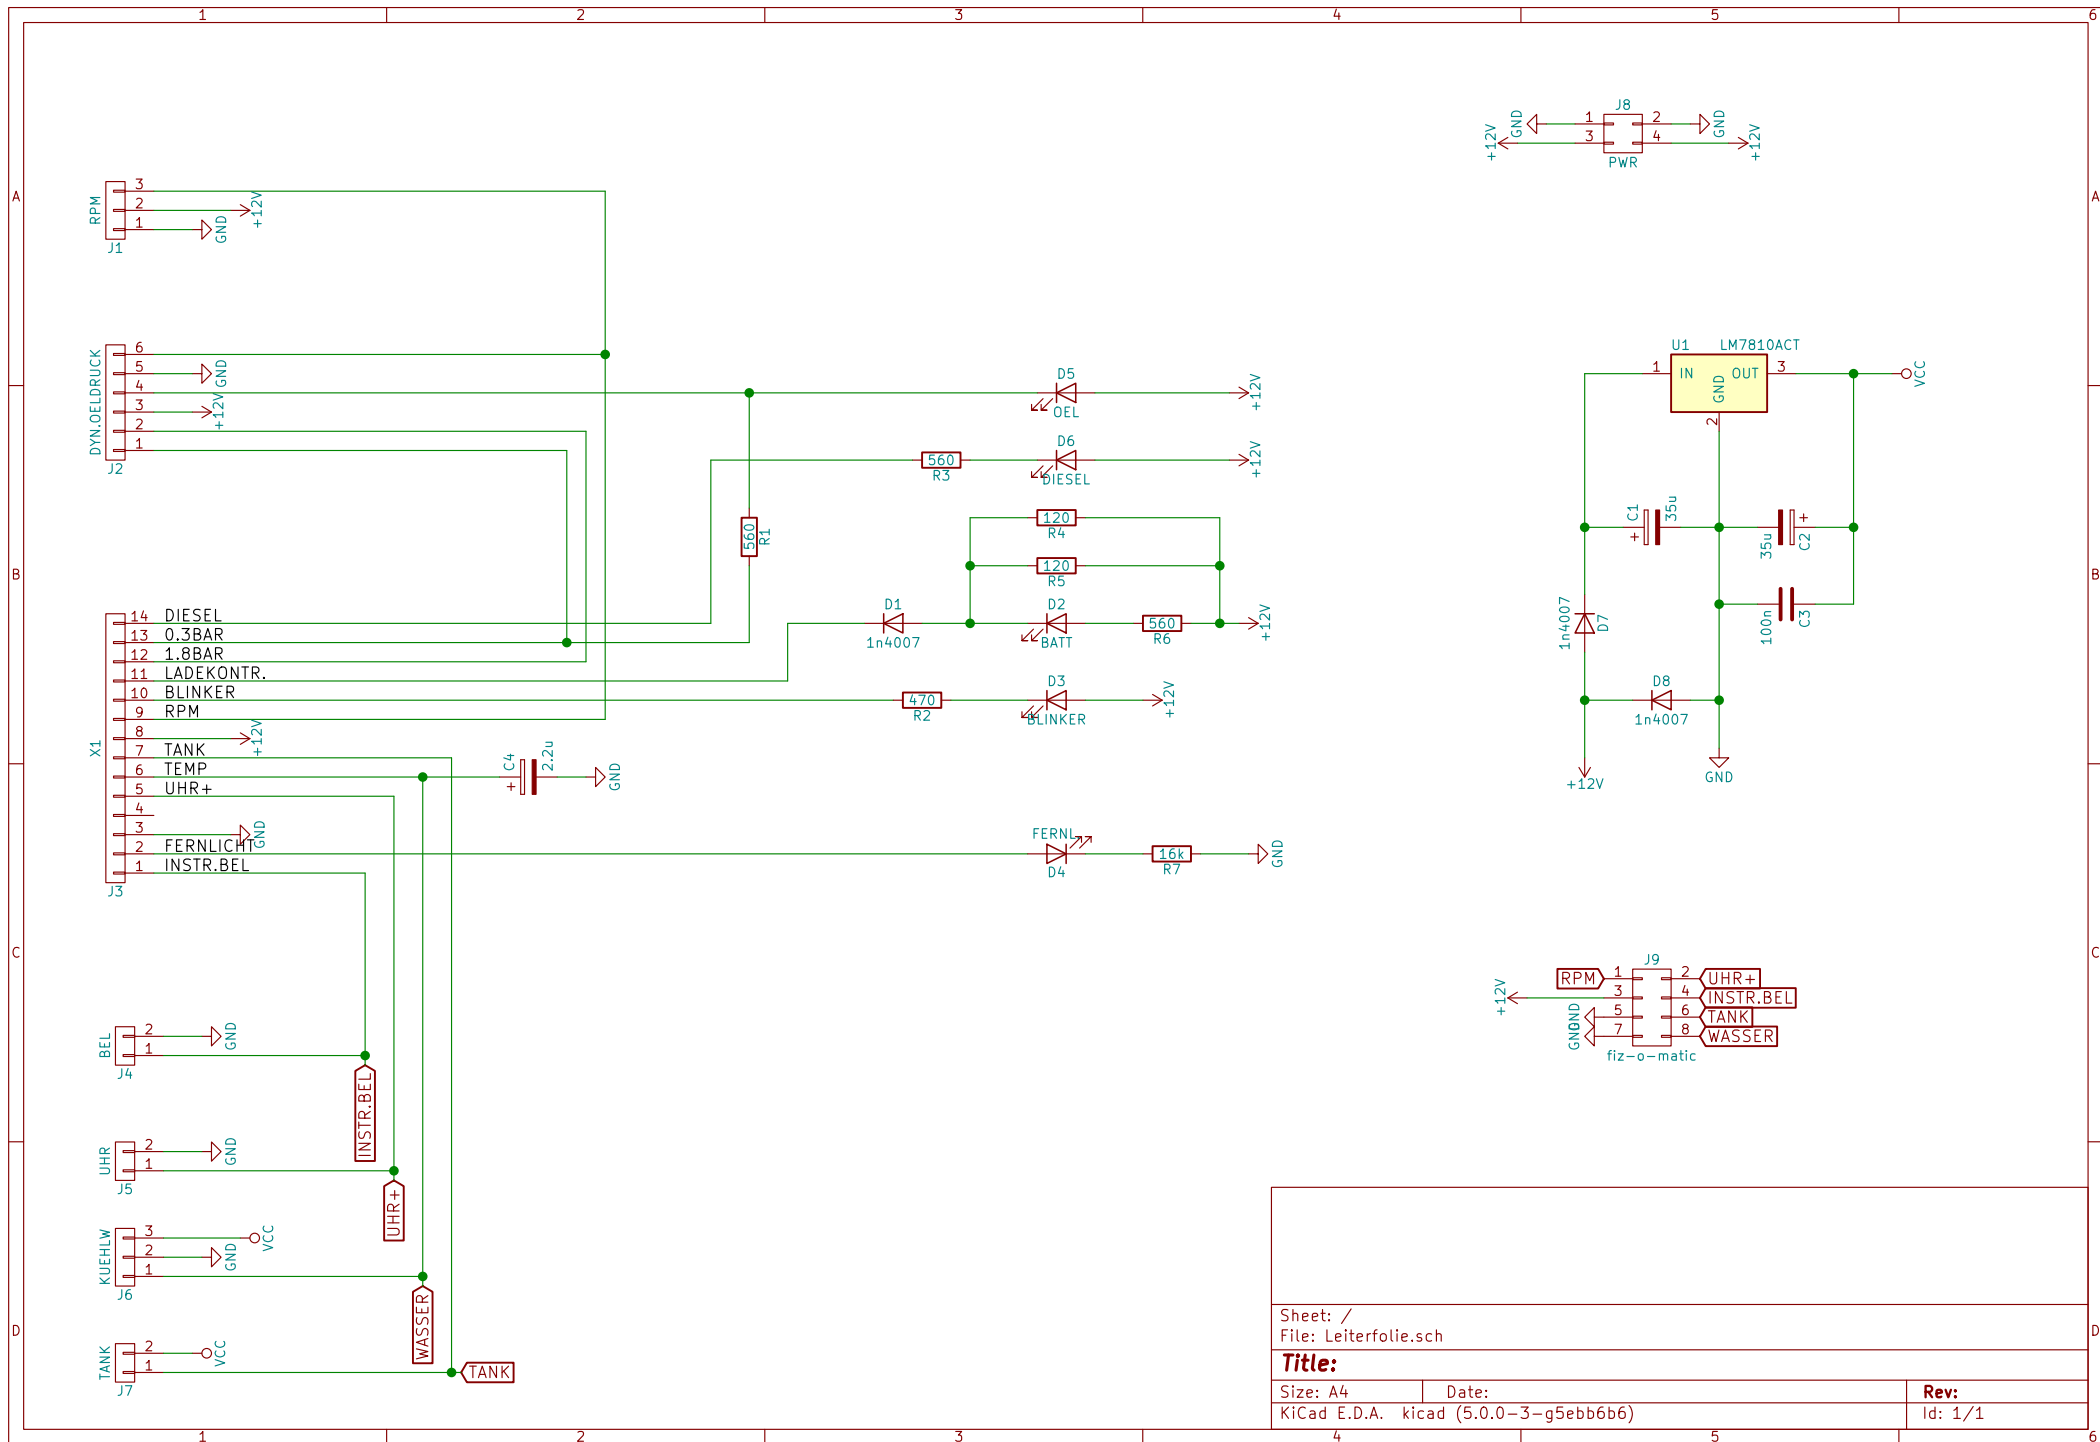 1 2 3 4 5 6
A
B
C
D
A
B
C
D
1 2 3 4 5 6
RPM
3
2
1
+12V
GND
J1
DYN.OELDRUCK
6
5
4
3
2
1
GND
+12V
J2
D5
OEL
+12V
D6
DIESEL
+12V
560
R3
560
R1
120
R4
120
R5
D1
1n4007
D2
BATT
560
R6
+12V
D3
BLINKER
470
R2
+12V
X1
14 DIESEL
13 0.3BAR
12 1.8BAR
11 LADEKONTR.
10 BLINKER
9 RPM
8 +12V
7 TANK
6 TEMP
5 UHR+
4
3 GND
2 FERNLICHT
1 INSTR.BEL
J3
C4
2.2u
+
GND
FERNL
D4
16k
R7
GND
BEL
2
1
GND
J4
INSTR.BEL
UHR
2
1
GND
J5
UHR+
KUEHLW
3
2
1
VCC
GND
J6
WASSER
TANK
2
1
VCC
J7
TANK
J8
GND 1 2 GND
+12V 3 4 +12V
PWR
U1 LM7810ACT
1 IN OUT 3
GND
2
VCC
C1
35u
+
C2
35u
+
C3
100n
D7
1n4007
D8
1n4007
+12V
GND
J9
RPM 1 2 UHR+
+12V 3 4 INSTR.BEL
GND 5 6 TANK
GND 7 8 WASSER
fiz-o-matic
Sheet: /
File: Leiterfolie.sch
Title:
Size: A4 Date: Rev:
KiCad E.D.A. kicad (5.0.0-3-g5ebb6b6) Id: 1/1